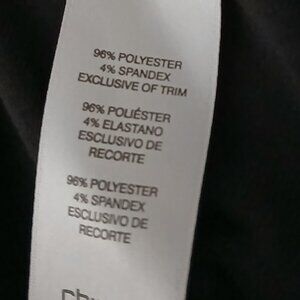 96% POLYESTER
4% SPANDEX
EXCLUSIVE OF TRIM
96% POLIÉSTER
4% ELASTANO
ESCLUSIVO DE
RECORTE
96% POLYESTER
4% SPANDEX
ESCLUSIVO DE
RECORTE